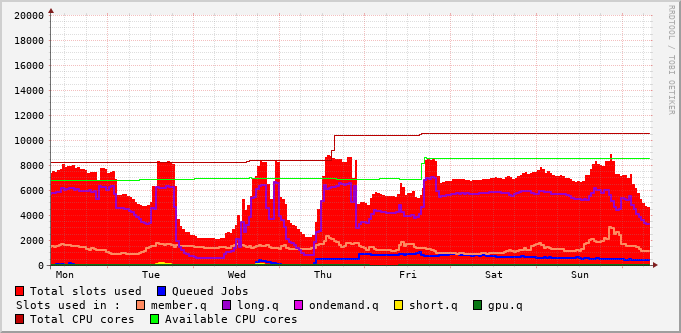 20000
18000
16000
14000
12000
10000
8000
6000
4000
2000
0
Mon Tue Wed Thu Fri Sat Sun
RRDTOOL / TOBI OETIKER
Total slots used Queued Jobs
Slots used in : member.q long.q ondemand.q short.q gpu.q
Total CPU cores Available CPU cores